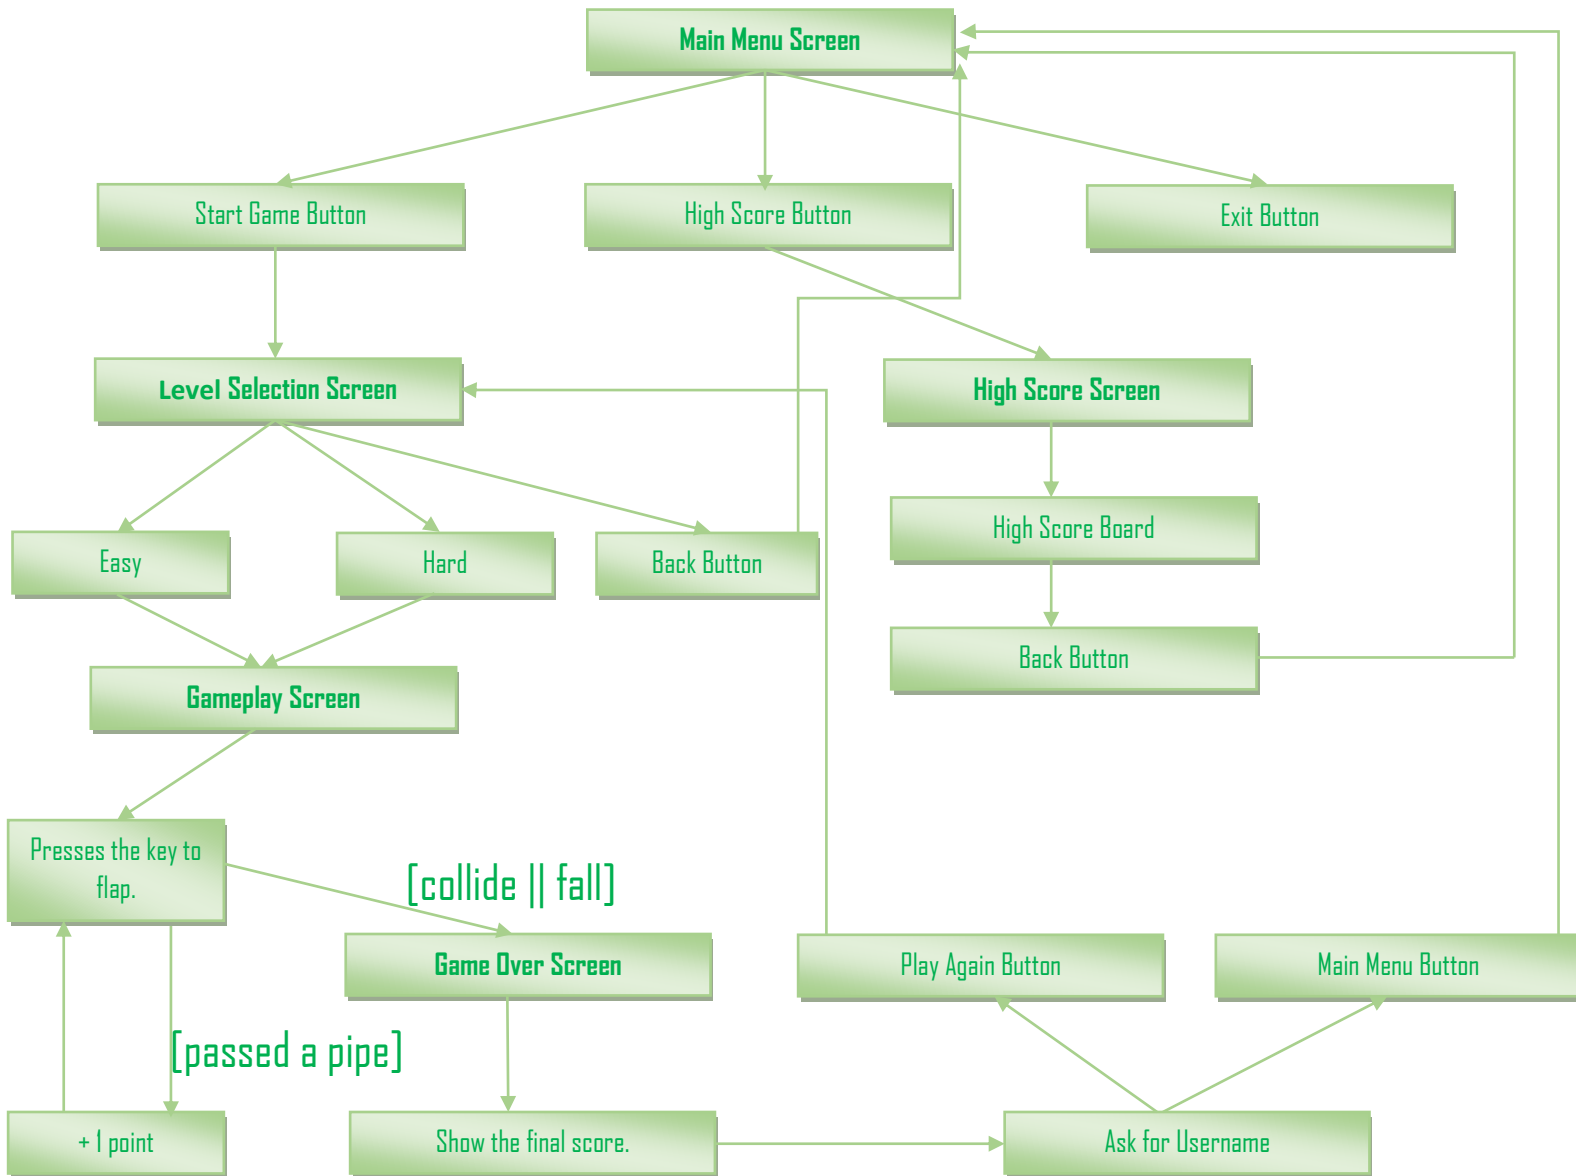 Main Menu Screen
Start Game Button
High Score Button
Exit Button
Level Selection Screen
High Score Screen
Easy
Hard
Back Button
High Score Board
Back Button
Gameplay Screen
Presses the key to
flap.
[collide || fall]
Game Over Screen
Play Again Button
Main Menu Button
[passed a pipe]
+ 1 point
Show the final score.
Ask for Username